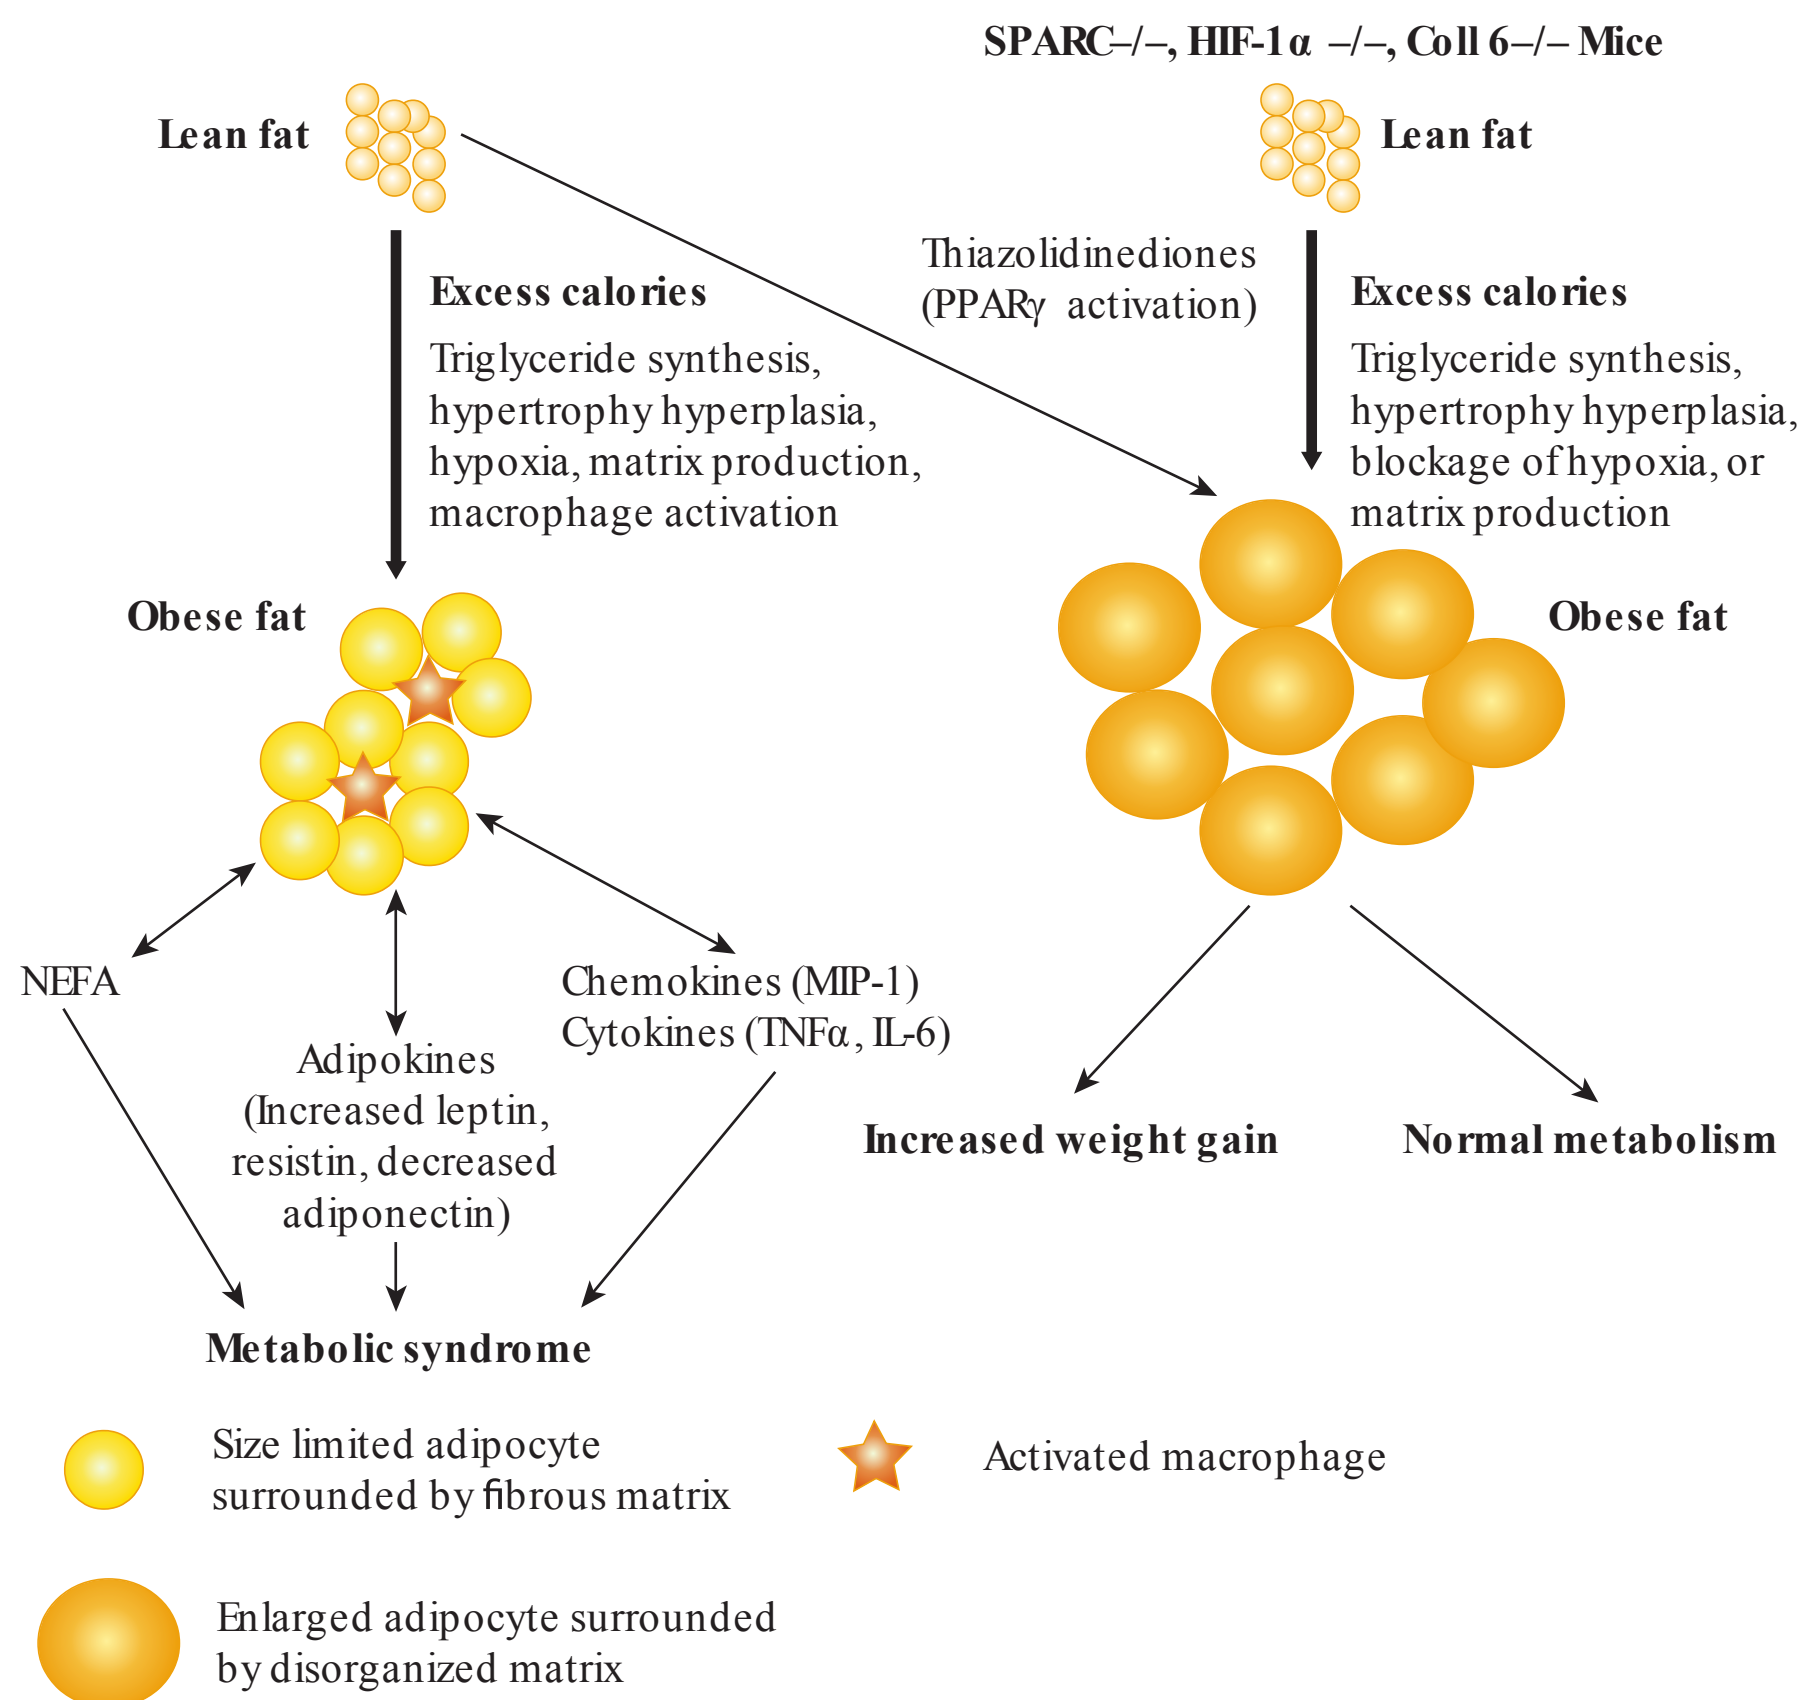 SPARC–/–, HIF-1α –/–, Coll 6–/– Mice
Lean fat
Lean fat
Thiazolidinediones
(PPARγ activation)
Excess calories
Triglyceride synthesis,
hypertrophy hyperplasia,
hypoxia, matrix production,
macrophage activation
Excess calories
Triglyceride synthesis,
hypertrophy hyperplasia,
blockage of hypoxia, or
matrix production
Obese fat
Obese fat
NEFA
Adipokines
(Increased leptin,
resistin, decreased
adiponectin)
Chemokines (MIP-1)
Cytokines (TNFα, IL-6)
Increased weight gain
Normal metabolism
Metabolic syndrome
Size limited adipocyte
surrounded by fibrous matrix
Activated macrophage
Enlarged adipocyte surrounded
by disorganized matrix